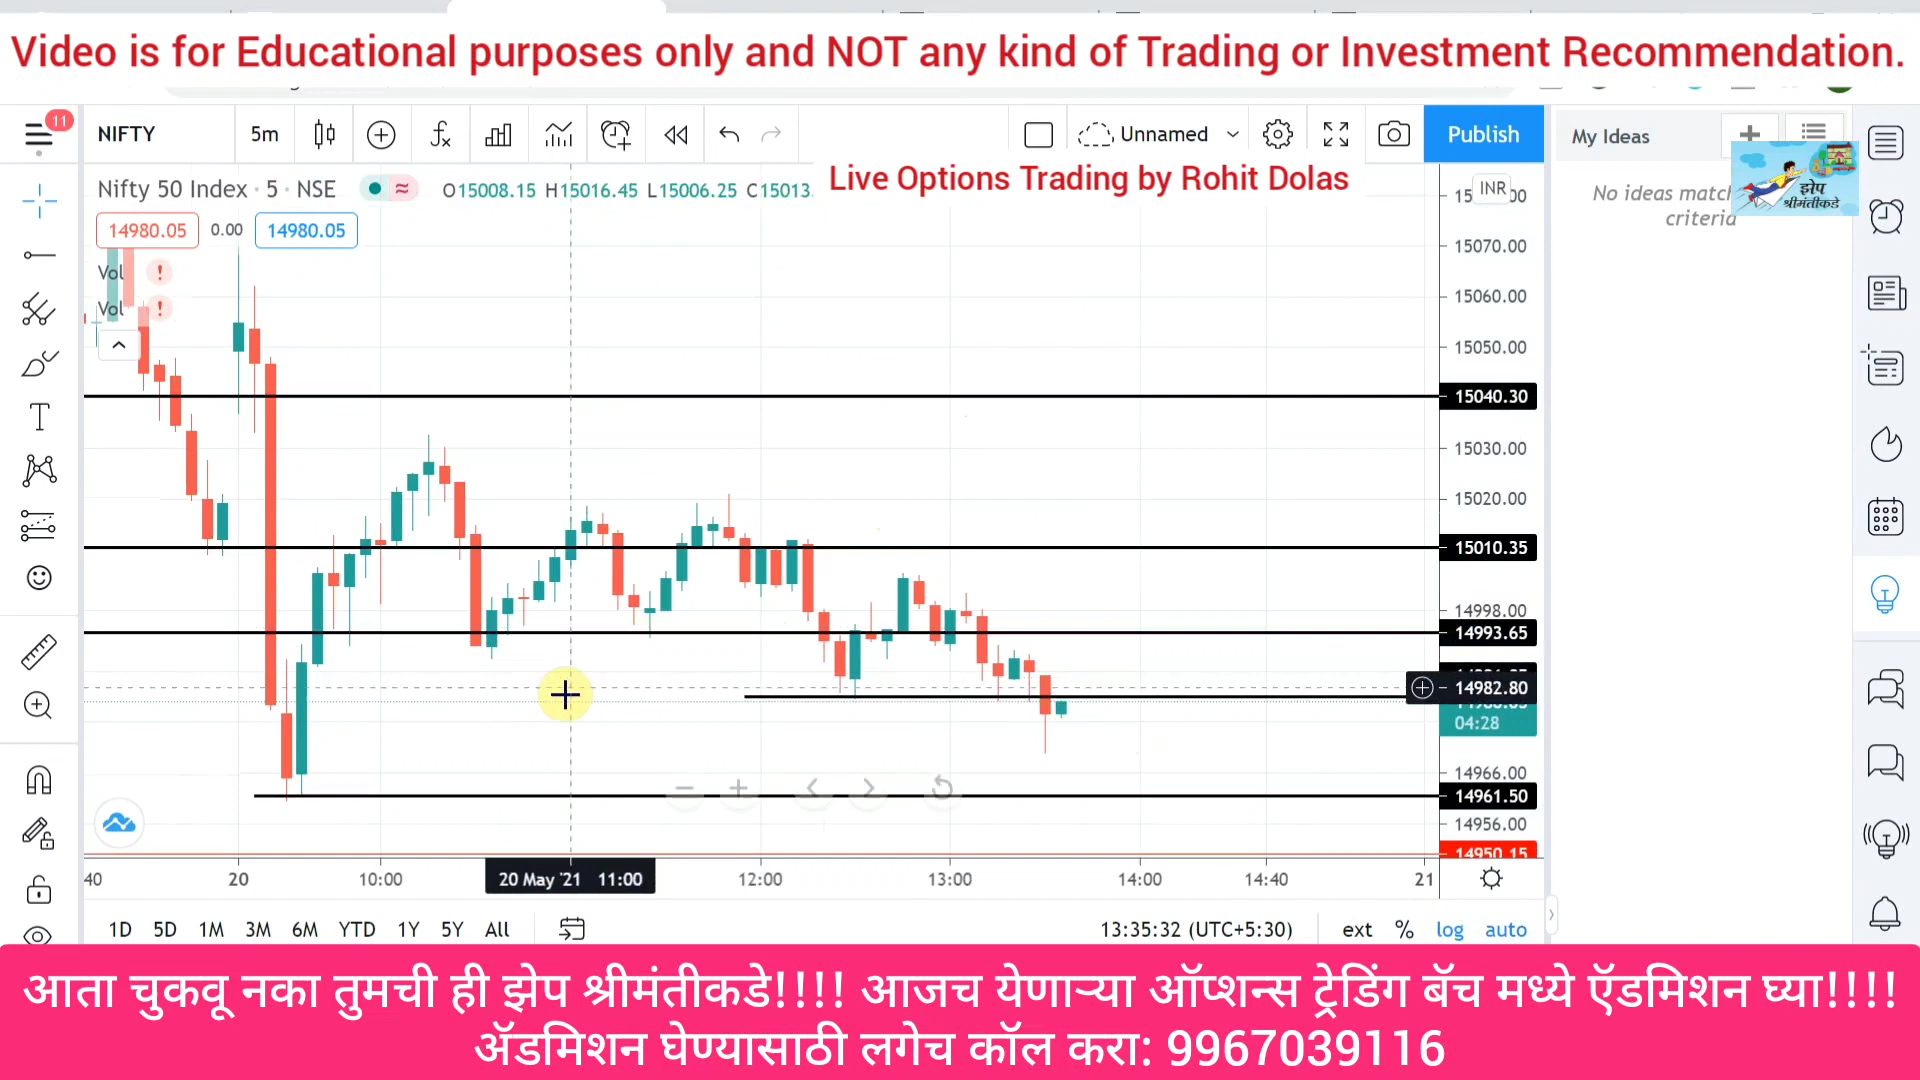 Video is for Educational purposes only and NOT any kind of Trading or Investment Recommendation.
11
NIFTY
5m
Unnamed
Publish
My Ideas
Live Options Trading by Rohit Dolas
Nifty 50 Index · 5 · NSE
O15008.15 H15016.45 L15006.25 C15013.
INR
झेप
श्रीमंतीकडे
No ideas match
criteria
14980.05 0.00 14980.05
Vol !
Vol !
15070.00
15060.00
15050.00
15040.30
15030.00
15020.00
15010.35
14998.00
14993.65
14982.80
04:28
14966.00
14961.50
14956.00
14950.15
40 20 10:00 20 May '21 11:00 12:00 13:00 14:00 14:40 21
1D 5D 1M 3M 6M YTD 1Y 5Y All
13:35:32 (UTC+5:30) ext % log auto
आता चुकवू नका तुमची ही झेप श्रीमंतीकडे!!!! आजच येणाऱ्या ऑप्शन्स ट्रेडिंग बॅच मध्ये ऍडमिशन घ्या!!!!
ॲडमिशन घेण्यासाठी लगेच कॉल करा: 9967039116